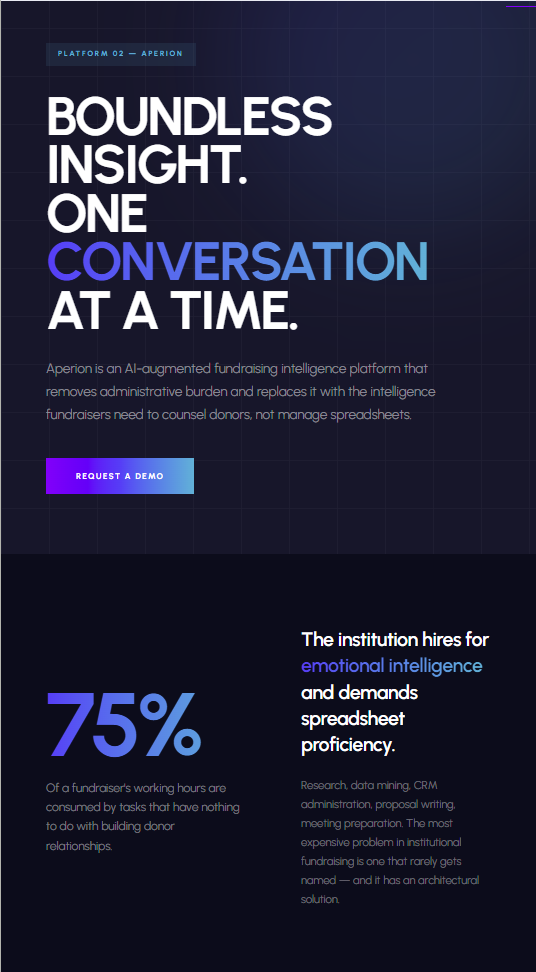 PLATFORM 02 — APERION
BOUNDLESS
INSIGHT.
ONE
CONVERSATION
AT A TIME.
Aperion is an AI-augmented fundraising intelligence platform that
removes administrative burden and replaces it with the intelligence
fundraisers need to counsel donors, not manage spreadsheets.
REQUEST A DEMO
75%
Of a fundraiser's working hours are
consumed by tasks that have nothing
to do with building donor
relationships.
The institution hires for
emotional intelligence
and demands
spreadsheet
proficiency.
Research, data mining, CRM
administration, proposal writing,
meeting preparation. The most
expensive problem in institutional
fundraising is one that rarely gets
named — and it has an architectural
solution.